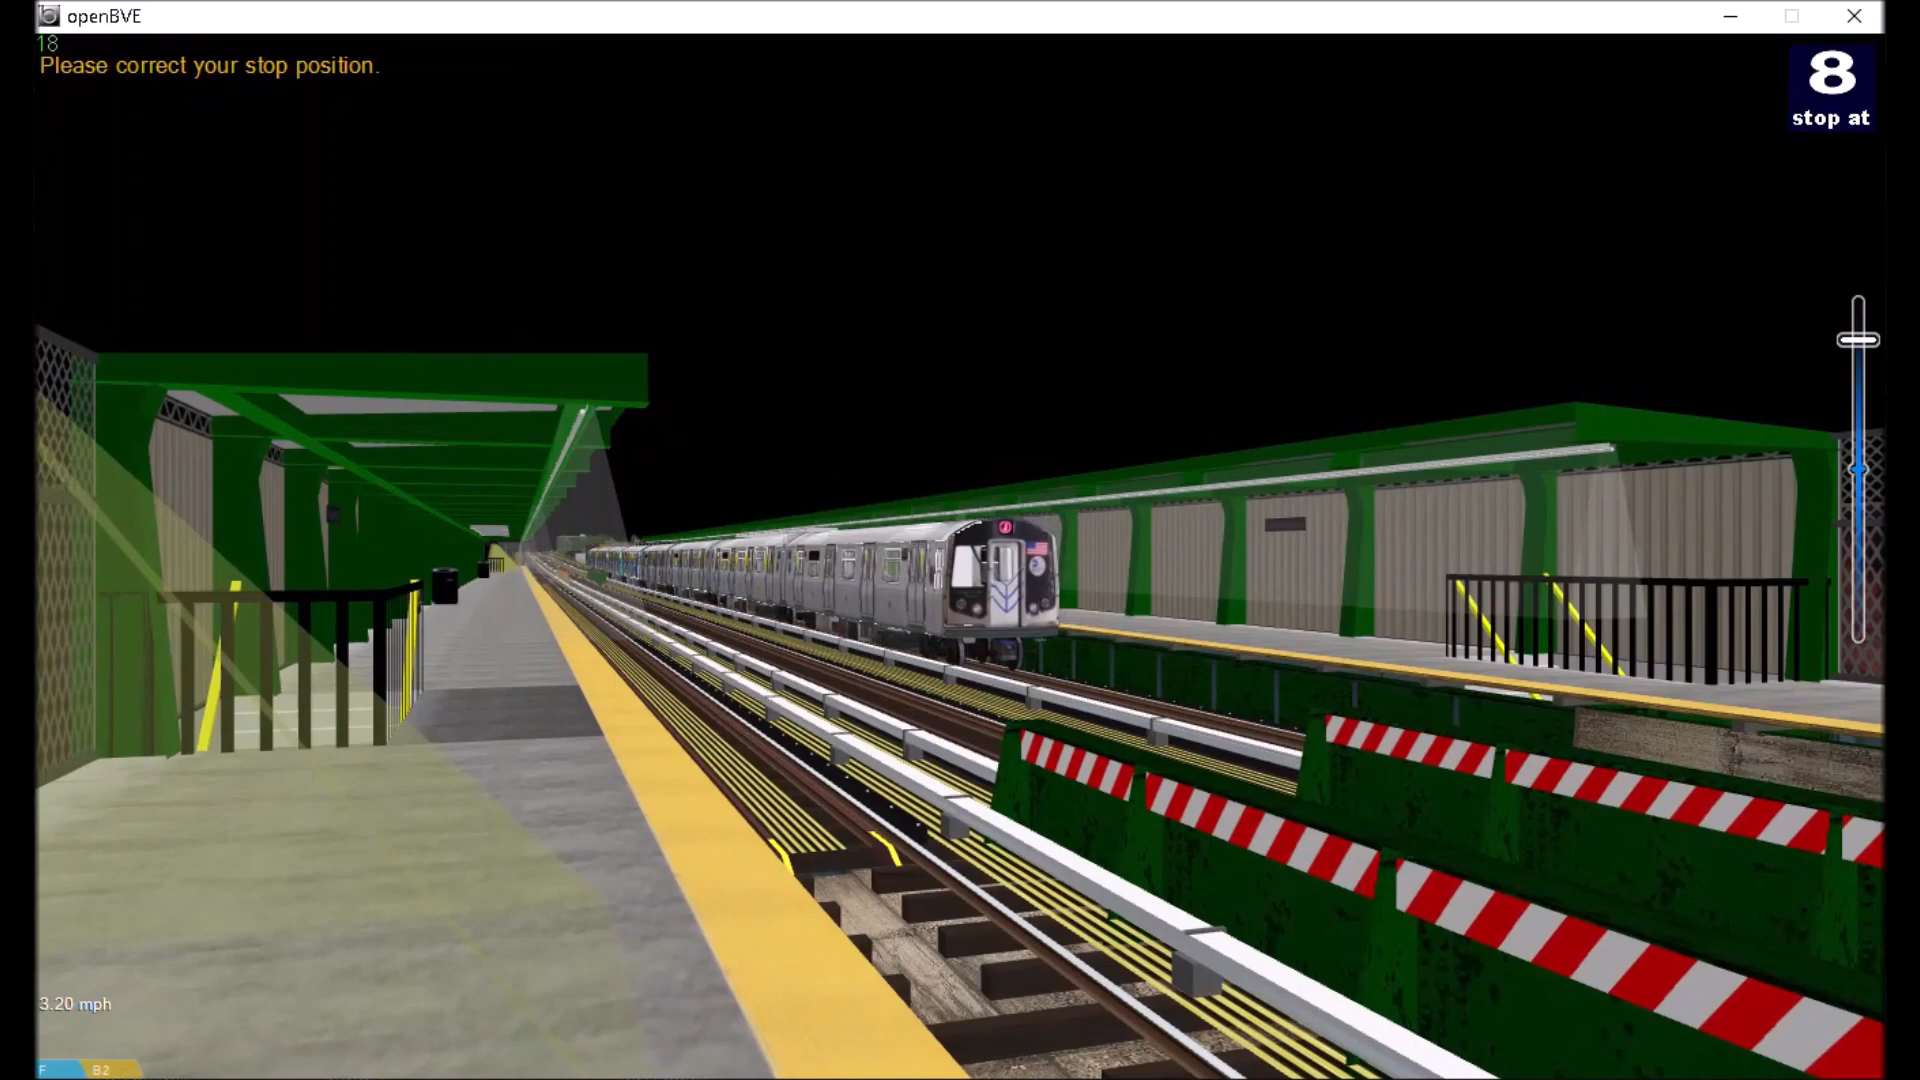 openBVE
18
Please correct your stop position.
8
stop at
J
3.20 mph
F B2